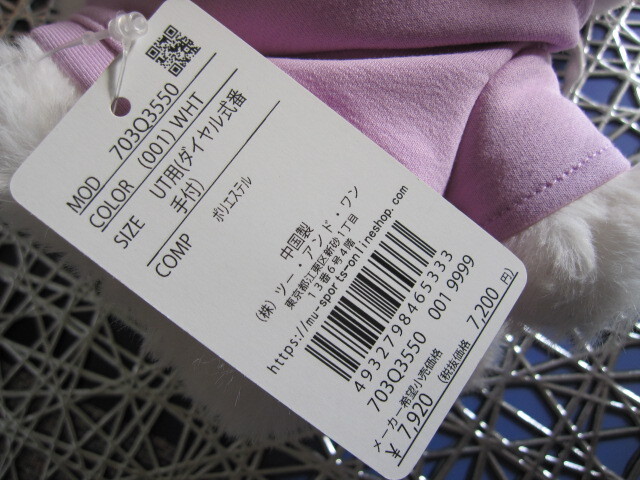 MOD 703Q3550
COLOR (001) WHT
SIZE UT用(ダイヤル式番
手付)
COMP ポリエステル
中国製
(株) ツー・アンド・ワン
東京都江東区新砂1丁目
13番6号4階
https://mu-sports-onlineshop.com
4932798465333
703Q3550 001 9999
メーカー希望小売価格
¥ 7,920 (税抜価格 7,200 円)